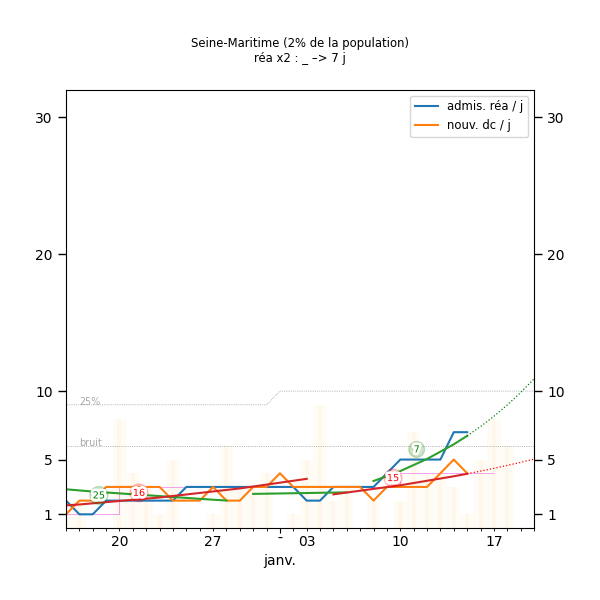 Seine-Maritime (2% de la population)
réa x2 : _ –> 7 j
admis. réa / j
nouv. dc / j
30 30
20 20
25%
10 10
bruit
7
5 5
25 16 15
1 1
20 27 - 03 10 17
janv.